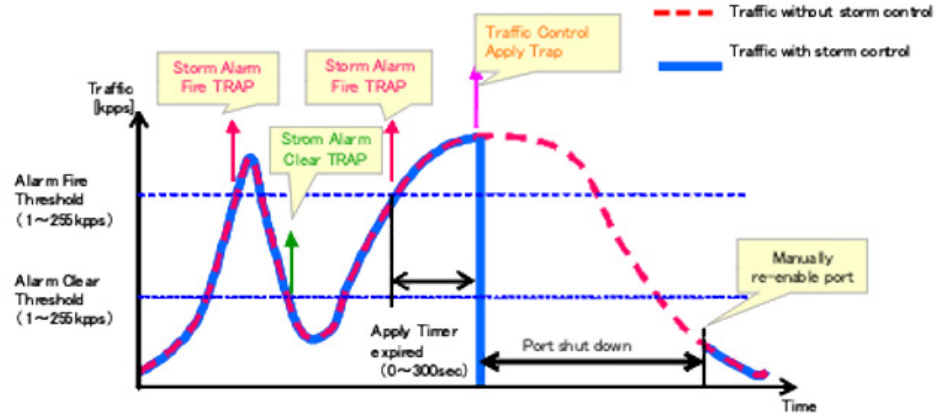 Traffic without storm control
Traffic with storm control
Traffic Control
Apply Trap
Storm Alarm
Fire TRAP
Storm Alarm
Fire TRAP
Strom Alarm
Clear TRAP
Traffic
[kpps]
Alarm Fire
Threshold
(1～255kpps)
Alarm Clear
Threshold
(1～255kpps)
Manually
re-enable port
Apply Timer
expired
(0～300sec)
Port shut down
Time